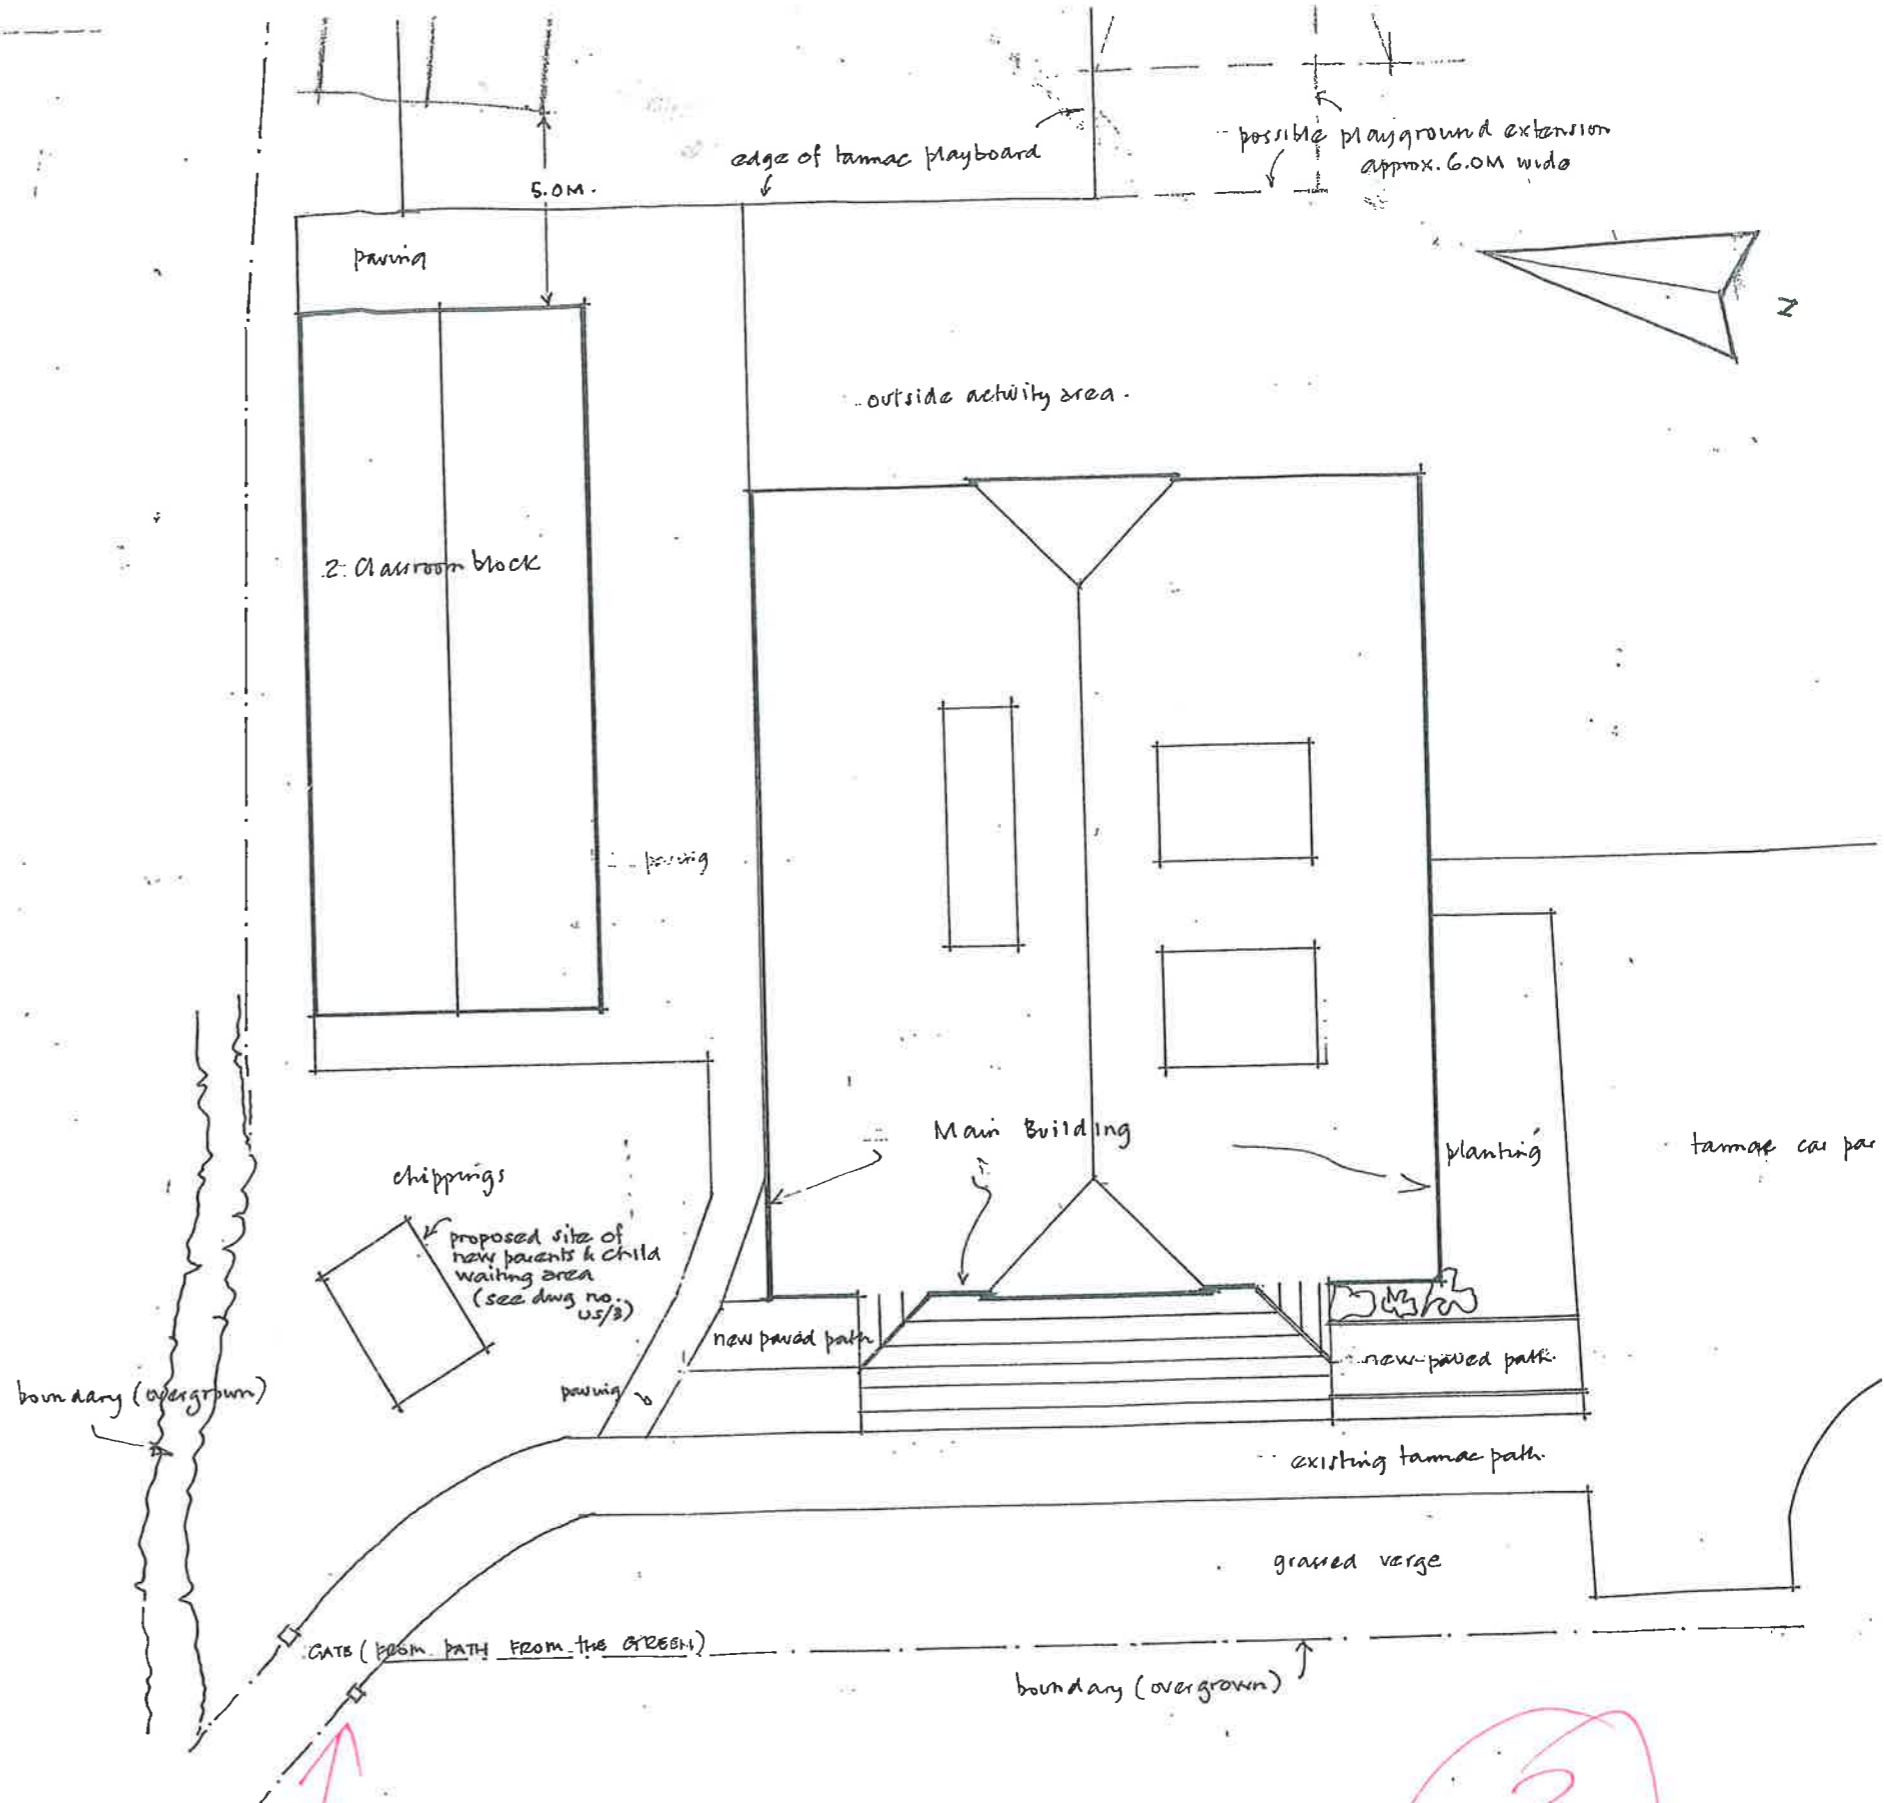 edge of tarmac playboard
possible playground extension
approx. 6.0M wide
5.0M.
paving
Z
outside activity area.
2. Classroom block
paving
Main Building
planting
tarmac car par
chippings
proposed site of
new parents & child
waiting area
(see dwg no.
US/3)
new paved path
new paved path
boundary (overgrown)
paving
existing tarmac path.
grassed verge
GATE (FROM PATH FROM THE GREEN)
boundary (overgrown)